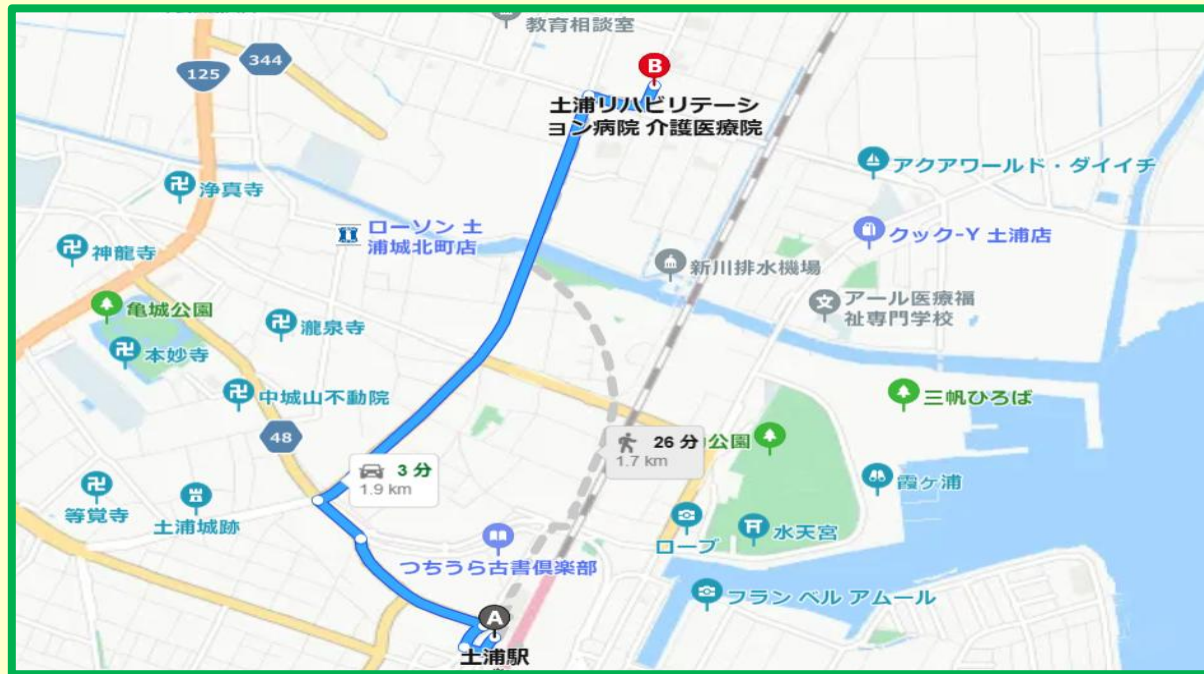 教育相談室
344
125
B
土浦リハビリテーシ
ョン病院 介護医療院
アクアワールド・ダイイチ
浄真寺
ローソン 土
浦城北町店
クック-Y 土浦店
神龍寺
新川排水機場
亀城公園
アール医療福
祉専門学校
瀧泉寺
本妙寺
中城山不動院
三帆ひろば
48
26 分
1.7 km
公園
3 分
1.9 km
霞ヶ浦
等覚寺
土浦城跡
ローブ
水天宮
つちうら古書倶楽部
フラン ベル アムール
A
土浦駅